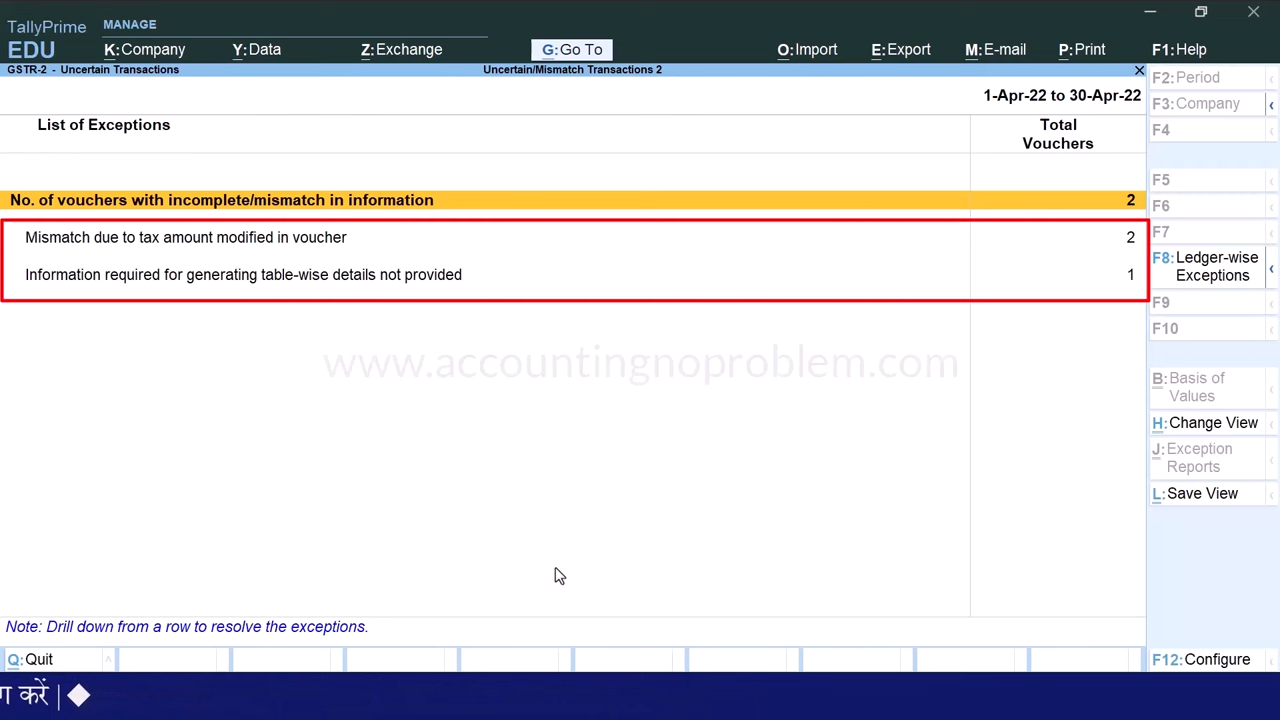 TallyPrime
EDU
MANAGE
K:Company Y:Data Z:Exchange G:Go To O:Import E:Export M:E-mail P:Print F1:Help
GSTR-2 - Uncertain Transactions Uncertain/Mismatch Transactions 2
1-Apr-22 to 30-Apr-22
List of Exceptions
Total
Vouchers
No. of vouchers with incomplete/mismatch in information 2
Mismatch due to tax amount modified in voucher 2
Information required for generating table-wise details not provided 1
www.accountingnoproblem.com
Note: Drill down from a row to resolve the exceptions.
F2:Period
F3:Company
F4
F5
F6
F7
F8:Ledger-wise
Exceptions
F9
F10
B:Basis of
Values
H:Change View
J:Exception
Reports
L:Save View
Q:Quit
F12:Configure
करें |